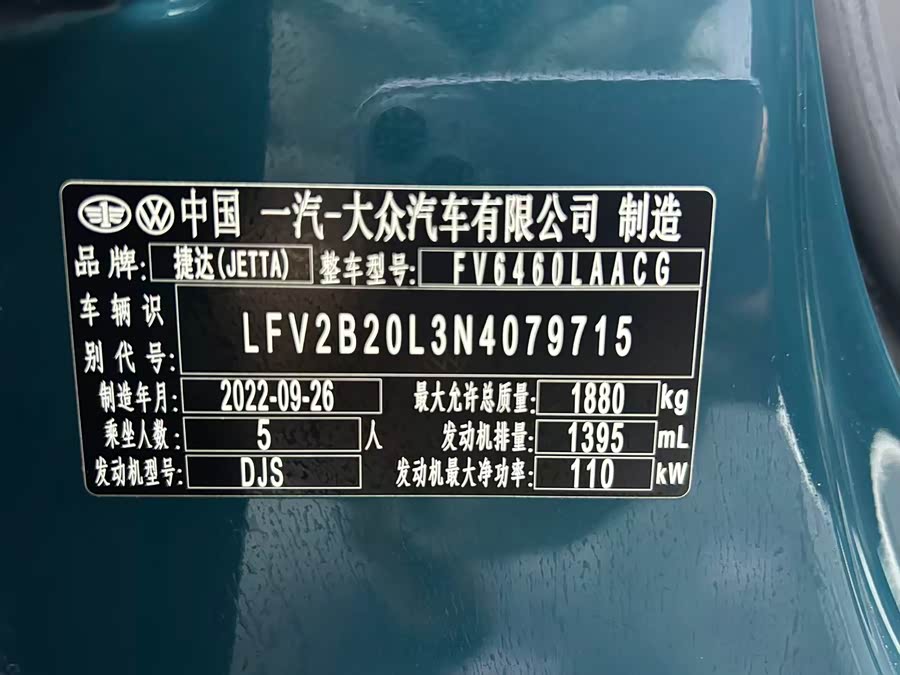 中国 一汽-大众汽车有限公司 制造
品牌: 捷达(JETTA) 整车型号: FV6460LAACG
车辆识别代号: LFV2B20L3N4079715
制造年月: 2022-09-26 最大允许总质量: 1880 kg
乘坐人数: 5 人 发动机排量: 1395 mL
发动机型号: DJS 发动机最大净功率: 110 kW